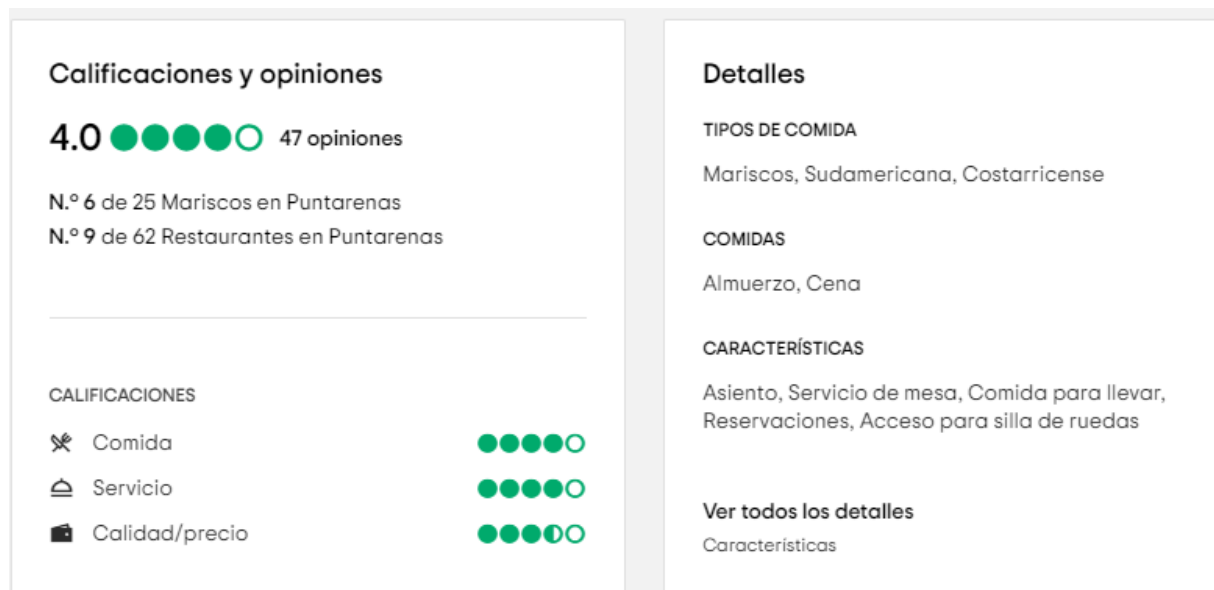 Calificaciones y opiniones
4.0 47 opiniones
N.º 6 de 25 Mariscos en Puntarenas
N.º 9 de 62 Restaurantes en Puntarenas
CALIFICACIONES
Comida
Servicio
Calidad/precio
Detalles
TIPOS DE COMIDA
Mariscos, Sudamericana, Costarricense
COMIDAS
Almuerzo, Cena
CARACTERÍSTICAS
Asiento, Servicio de mesa, Comida para llevar,
Reservaciones, Acceso para silla de ruedas
Ver todos los detalles
Características